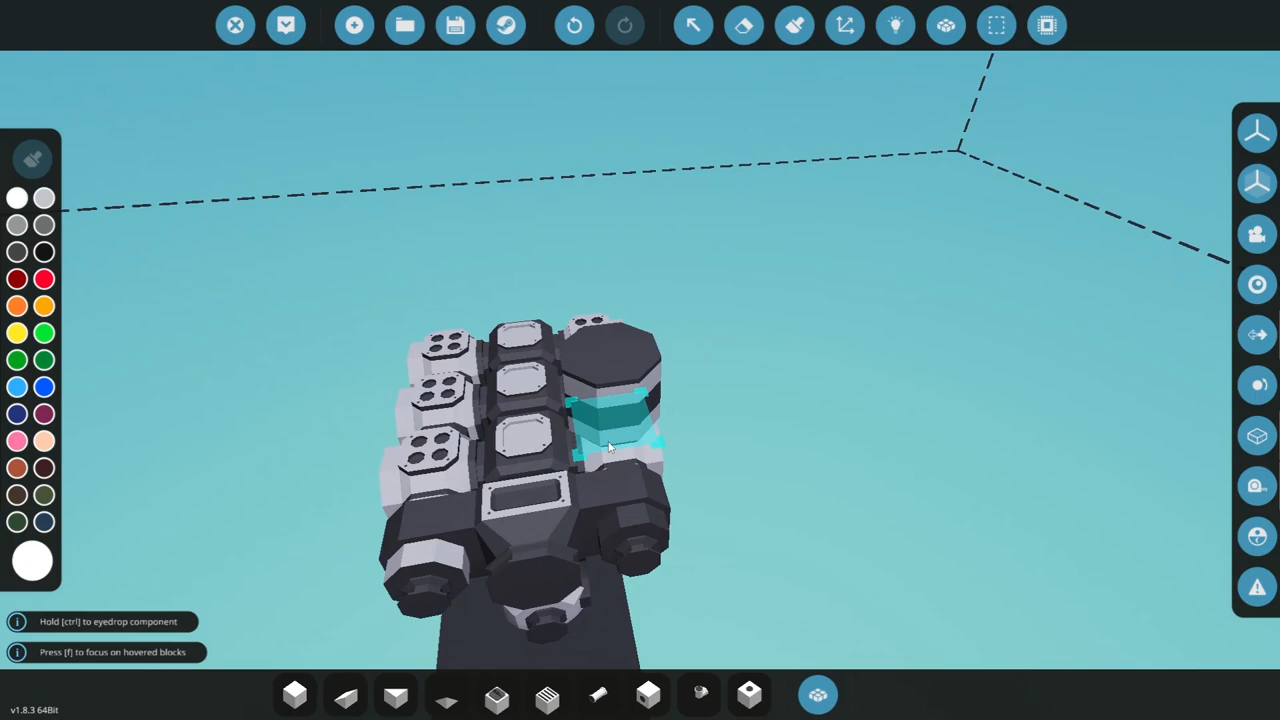 Hold [ctrl] to eyedrop component
Press [f] to focus on hovered blocks
v1.8.3 64Bit